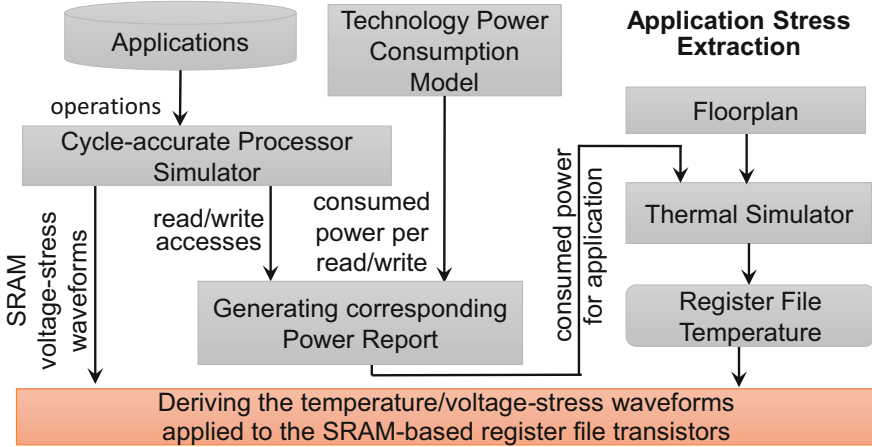 Applications
Technology Power
Consumption
Model
Application Stress
Extraction
operations
Cycle-accurate Processor
Simulator
Floorplan
SRAM
voltage-stress
waveforms
read/write
accesses
consumed
power per
read/write
consumed power
for application
Thermal Simulator
Generating corresponding
Power Report
Register File
Temperature
Deriving the temperature/voltage-stress waveforms
applied to the SRAM-based register file transistors